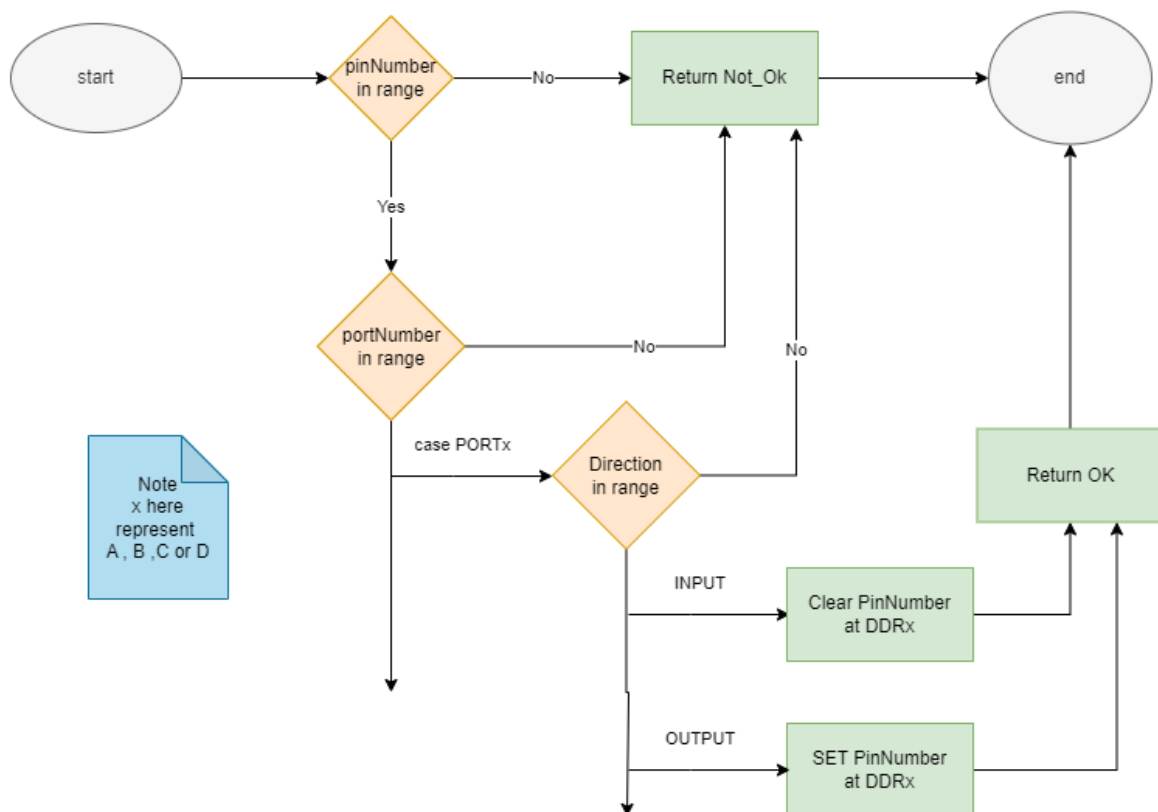 start
pinNumber
in range
No
Return Not_Ok
end
Yes
portNumber
in range
No
No
case PORTx
Direction
in range
Return OK
Note
x here
represent
A , B ,C or D
INPUT
Clear PinNumber
at DDRx
OUTPUT
SET PinNumber
at DDRx